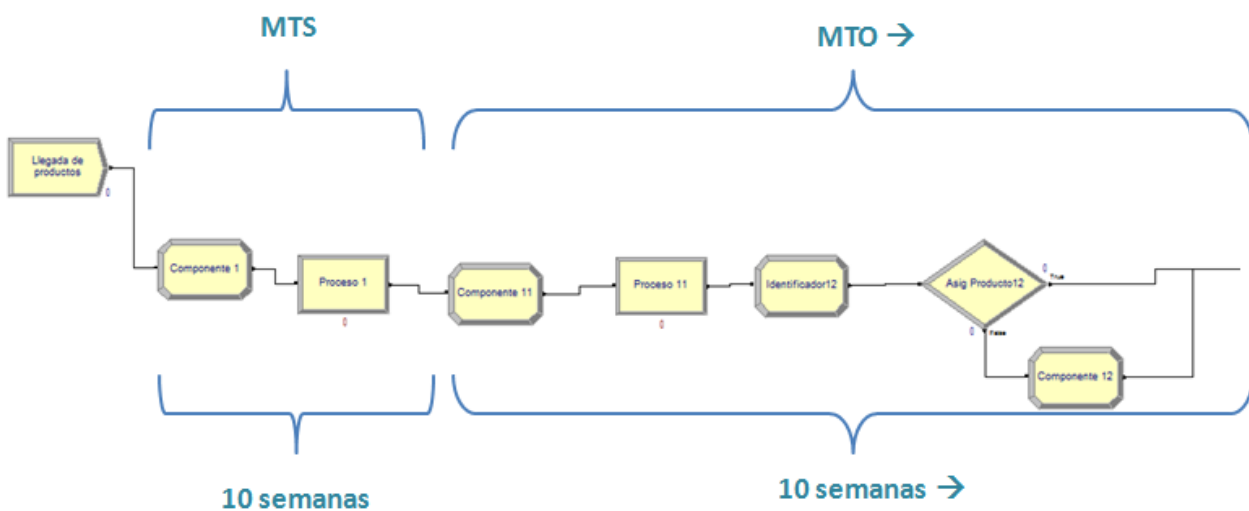 MTS
MTO →
Llegada de
productos
0
Componente 1
Proceso 1
0
Componente 11
Proceso 11
0
Identificador12
Asig Producto12
0
True
0
False
Componente 12
10 semanas
10 semanas →